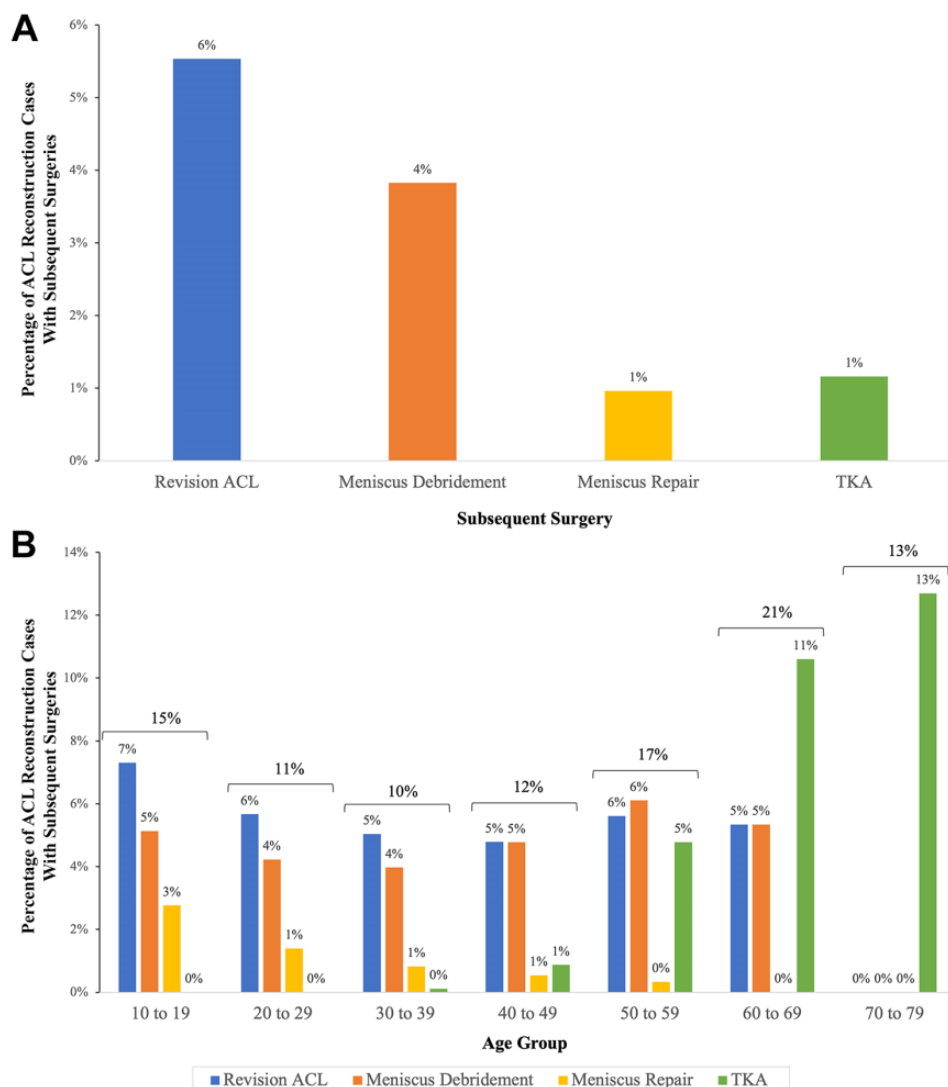 A
Percentage of ACL Reconstruction Cases
With Subsequent Surgeries
6%
5%
4%
3%
2%
1%
0%
6%
4%
1%
1%
Revision ACL
Meniscus Debridement
Meniscus Repair
TKA
Subsequent Surgery
B
Percentage of ACL Reconstruction Cases
With Subsequent Surgeries
14%
12%
10%
8%
6%
4%
2%
0%
15%
7%
5%
3%
0%
11%
6%
4%
1%
0%
10%
5%
4%
1%
0%
12%
5%
5%
1%
1%
17%
6%
6%
0%
5%
21%
5%
5%
0%
11%
13%
0%
0%
0%
13%
10 to 19
20 to 29
30 to 39
40 to 49
50 to 59
60 to 69
70 to 79
Age Group
Revision ACL
Meniscus Debridement
Meniscus Repair
TKA